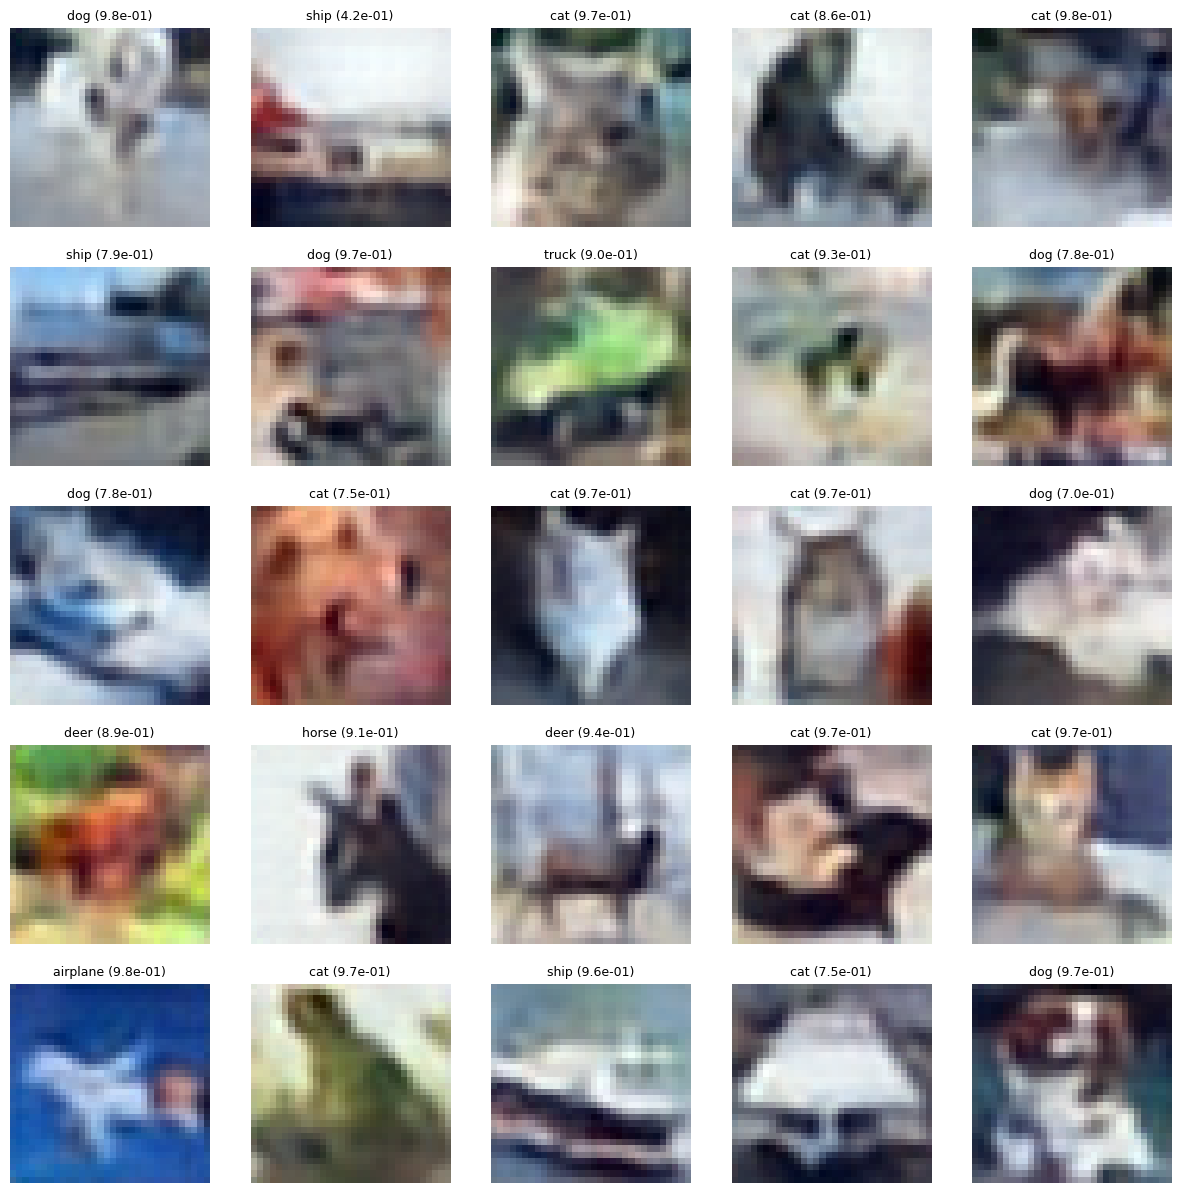 dog (9.8e-01)
ship (4.2e-01)
cat (9.7e-01)
cat (8.6e-01)
cat (9.8e-01)
ship (7.9e-01)
dog (9.7e-01)
truck (9.0e-01)
cat (9.3e-01)
dog (7.8e-01)
dog (7.8e-01)
cat (7.5e-01)
cat (9.7e-01)
cat (9.7e-01)
dog (7.0e-01)
deer (8.9e-01)
horse (9.1e-01)
deer (9.4e-01)
cat (9.7e-01)
cat (9.7e-01)
airplane (9.8e-01)
cat (9.7e-01)
ship (9.6e-01)
cat (7.5e-01)
dog (9.7e-01)